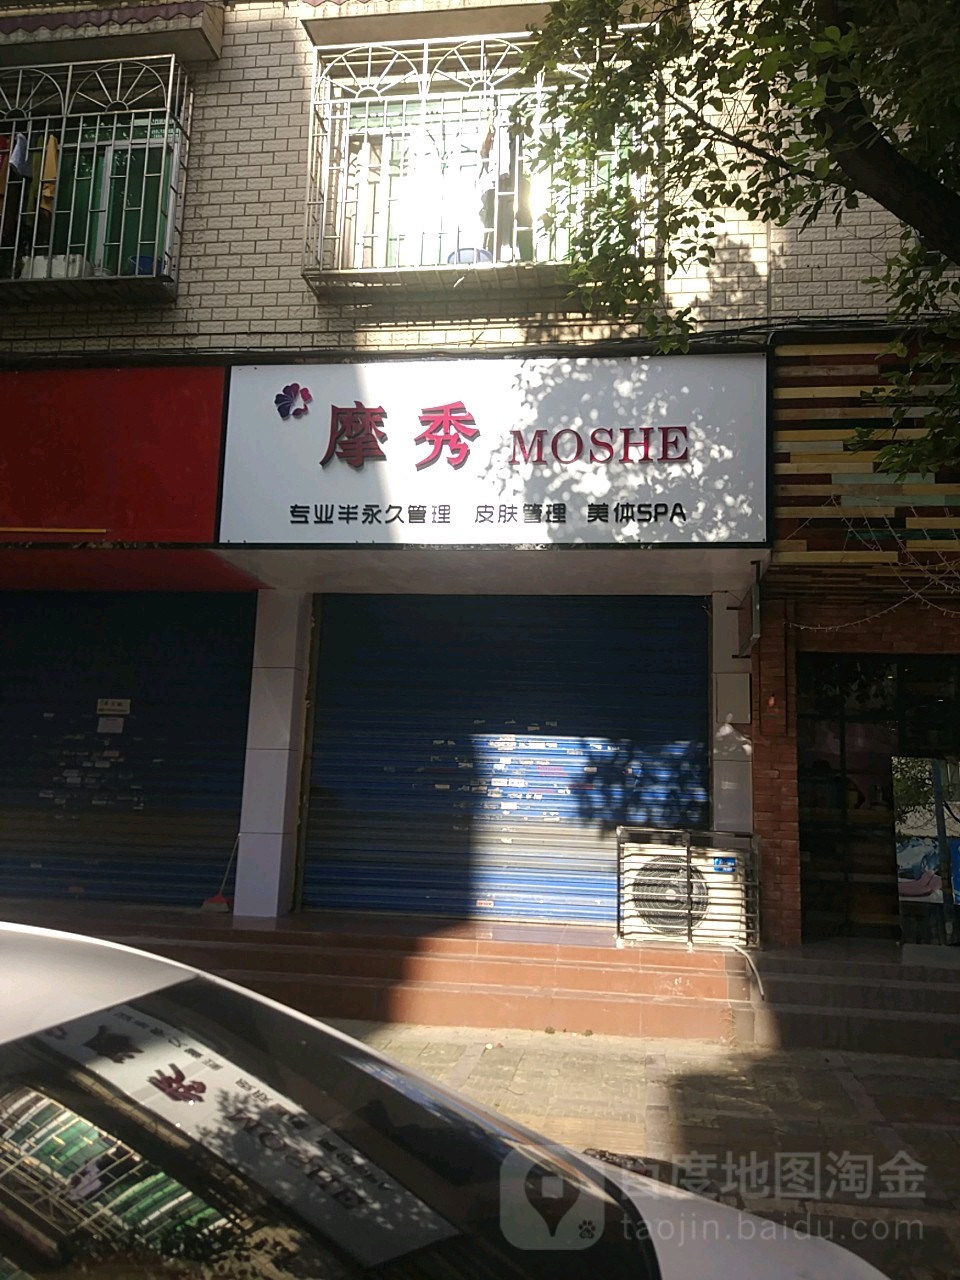 摩秀 MOSHE
专业半永久管理 皮肤管理 美体SPA
百度地图淘金
taojin.baidu.com